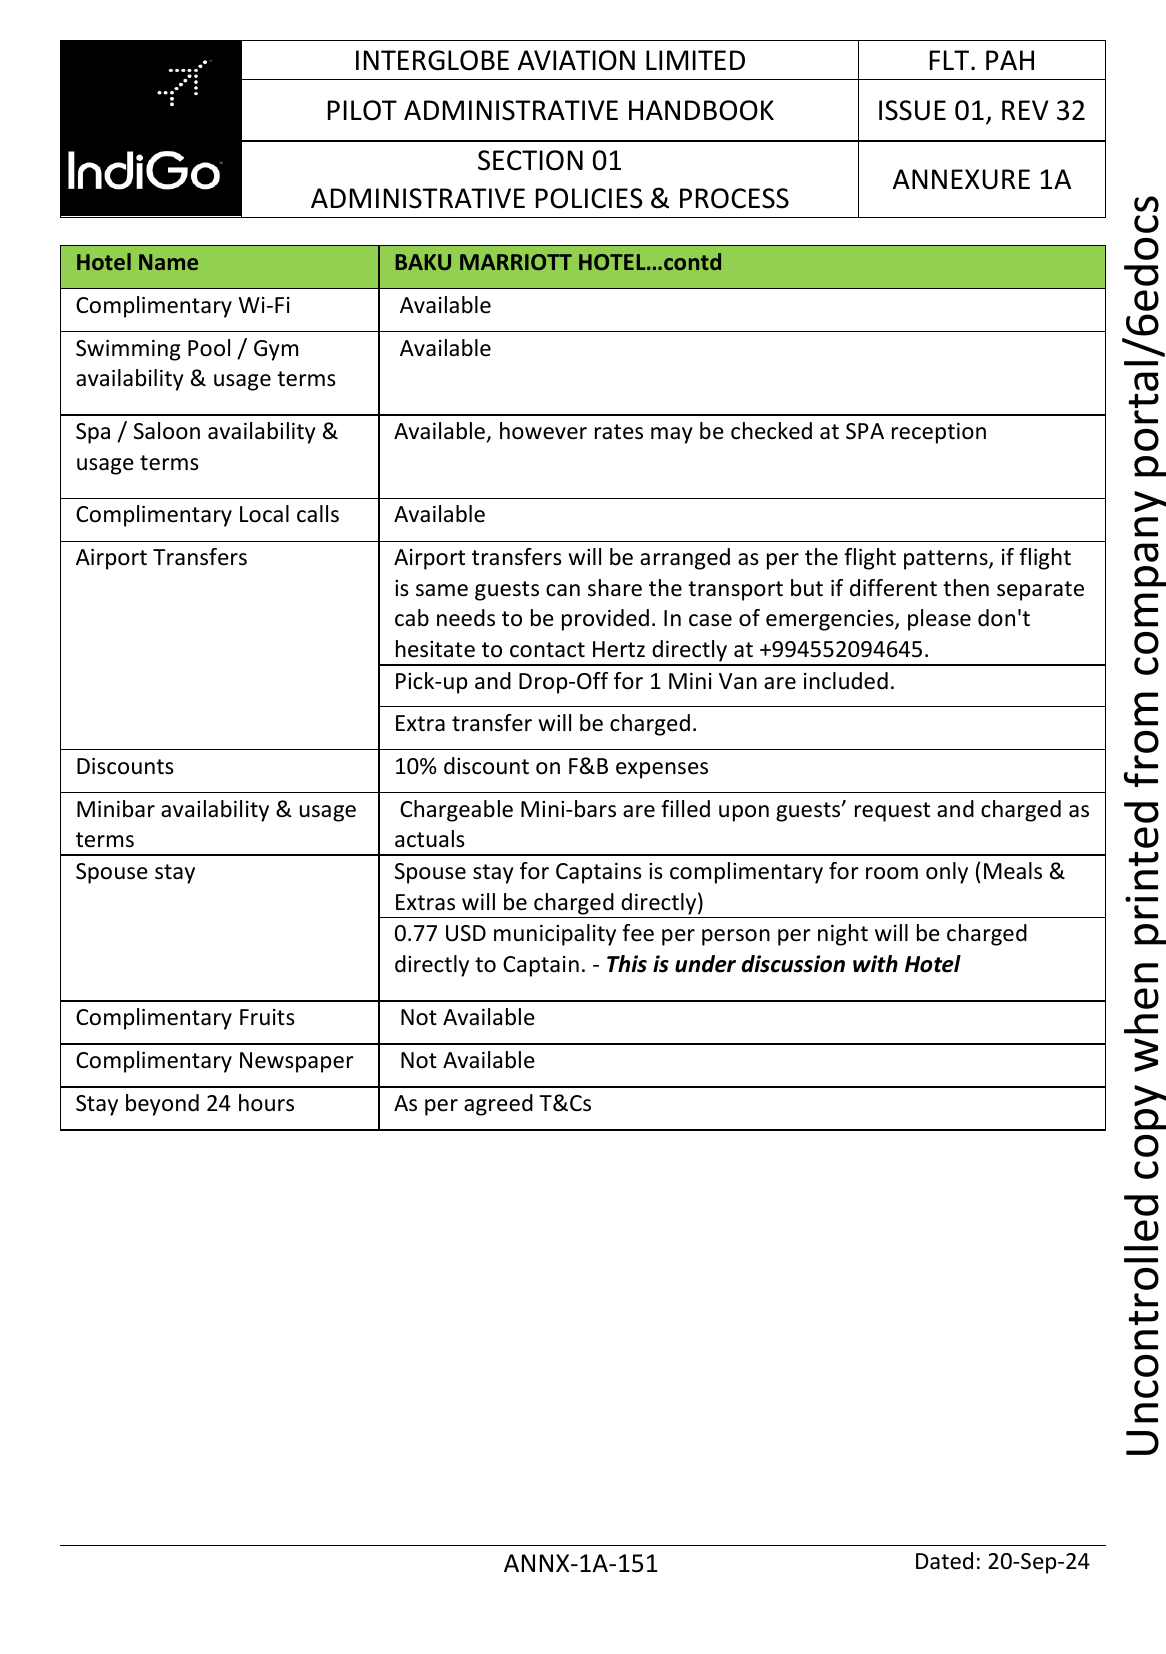 IndiGo
INTERGLOBE AVIATION LIMITED
FLT. PAH
PILOT ADMINISTRATIVE HANDBOOK
ISSUE 01, REV 32
SECTION 01
ADMINISTRATIVE POLICIES & PROCESS
ANNEXURE 1A
Hotel Name
BAKU MARRIOTT HOTEL…contd
Complimentary Wi-Fi
Available
Swimming Pool / Gym
availability & usage terms
Available
Spa / Saloon availability &
usage terms
Available, however rates may be checked at SPA reception
Complimentary Local calls
Available
Airport Transfers
Airport transfers will be arranged as per the flight patterns, if flight
is same guests can share the transport but if different then separate
cab needs to be provided. In case of emergencies, please don't
hesitate to contact Hertz directly at +994552094645.
Pick-up and Drop-Off for 1 Mini Van are included.
Extra transfer will be charged.
Discounts
10% discount on F&B expenses
Minibar availability & usage
terms
Chargeable Mini-bars are filled upon guests’ request and charged as
actuals
Spouse stay
Spouse stay for Captains is complimentary for room only (Meals &
Extras will be charged directly)
0.77 USD municipality fee per person per night will be charged
directly to Captain. - This is under discussion with Hotel
Complimentary Fruits
Not Available
Complimentary Newspaper
Not Available
Stay beyond 24 hours
As per agreed T&Cs
Uncontrolled copy when printed from company portal/6edocs
ANNX-1A-151
Dated: 20-Sep-24